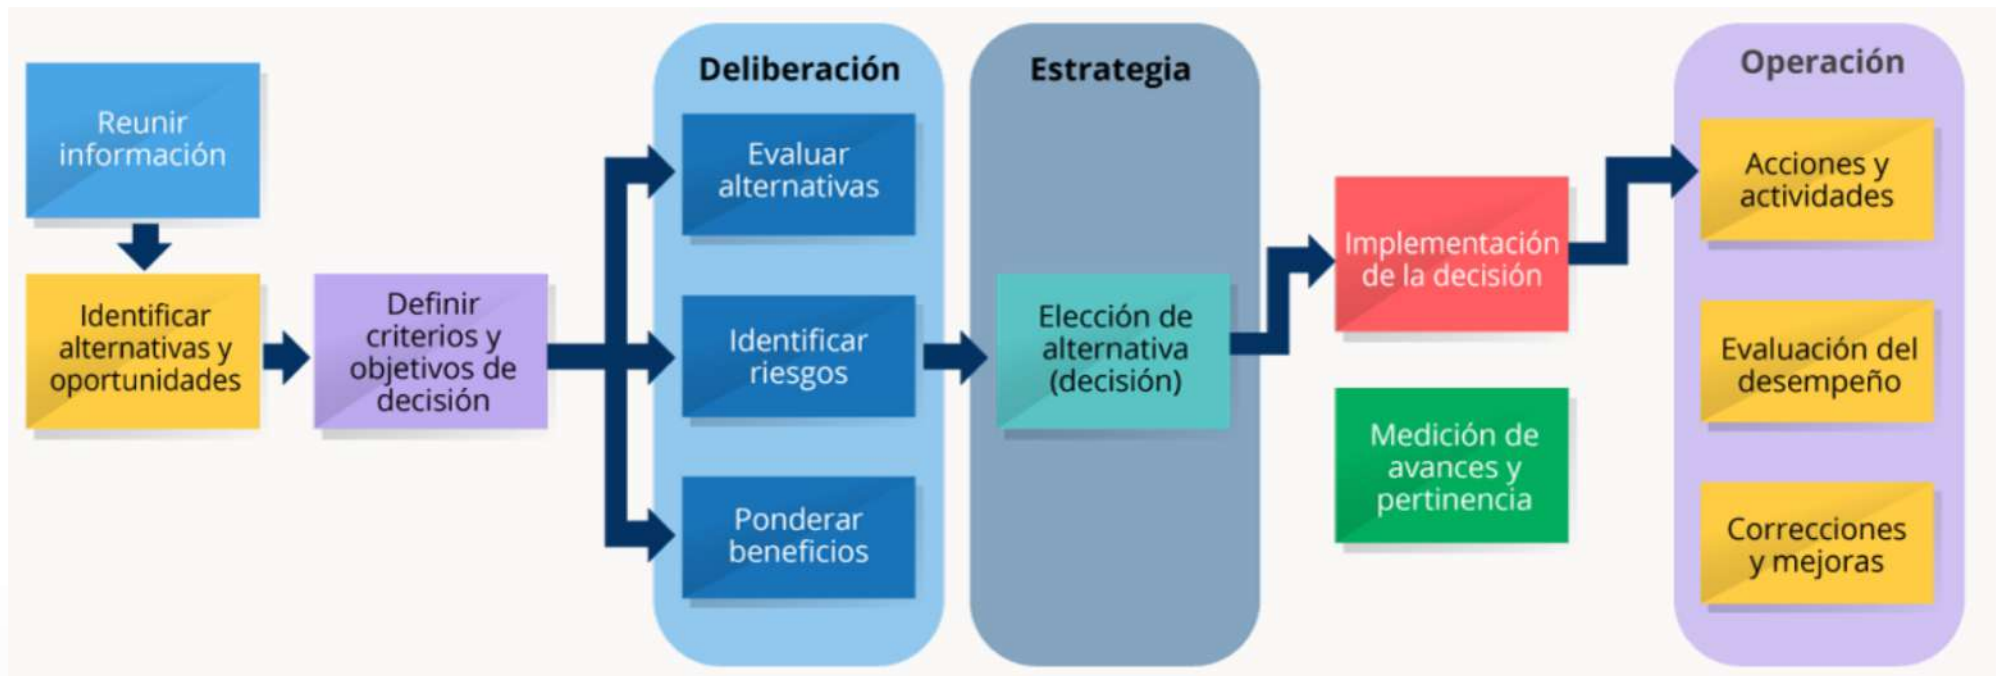 Reunir
información
Identificar
alternativas y
oportunidades
Definir
criterios y
objetivos de
decisión
Deliberación
Evaluar
alternativas
Identificar
riesgos
Ponderar
beneficios
Estrategia
Elección de
alternativa
(decisión)
Implementación
de la decisión
Medición de
avances y
pertinencia
Operación
Acciones y
actividades
Evaluación del
desempeño
Correcciones
y mejoras